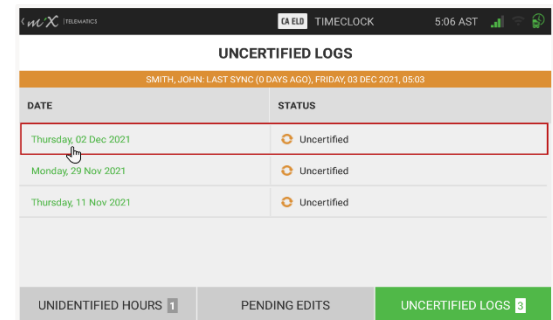 mix TELEMATICS CA ELD TIMECLOCK 5:06 AST
UNCERTIFIED LOGS
SMITH, JOHN: LAST SYNC (0 DAYS AGO), FRIDAY, 03 DEC 2021, 05:03
DATE STATUS
Thursday, 02 Dec 2021 Uncertified
Monday, 29 Nov 2021 Uncertified
Thursday, 11 Nov 2021 Uncertified
UNIDENTIFIED HOURS 1 PENDING EDITS UNCERTIFIED LOGS 3